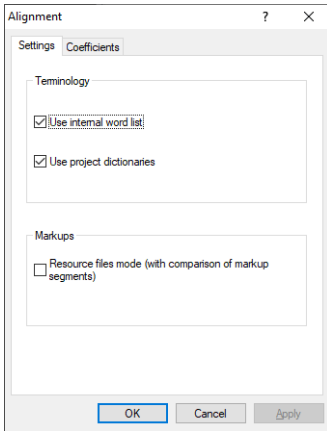 Alignment ? ×
Settings Coefficients
Terminology
Use internal word list
Use project dictionaries
Markups
Resource files mode (with comparison of markup
segments)
OK Cancel Apply